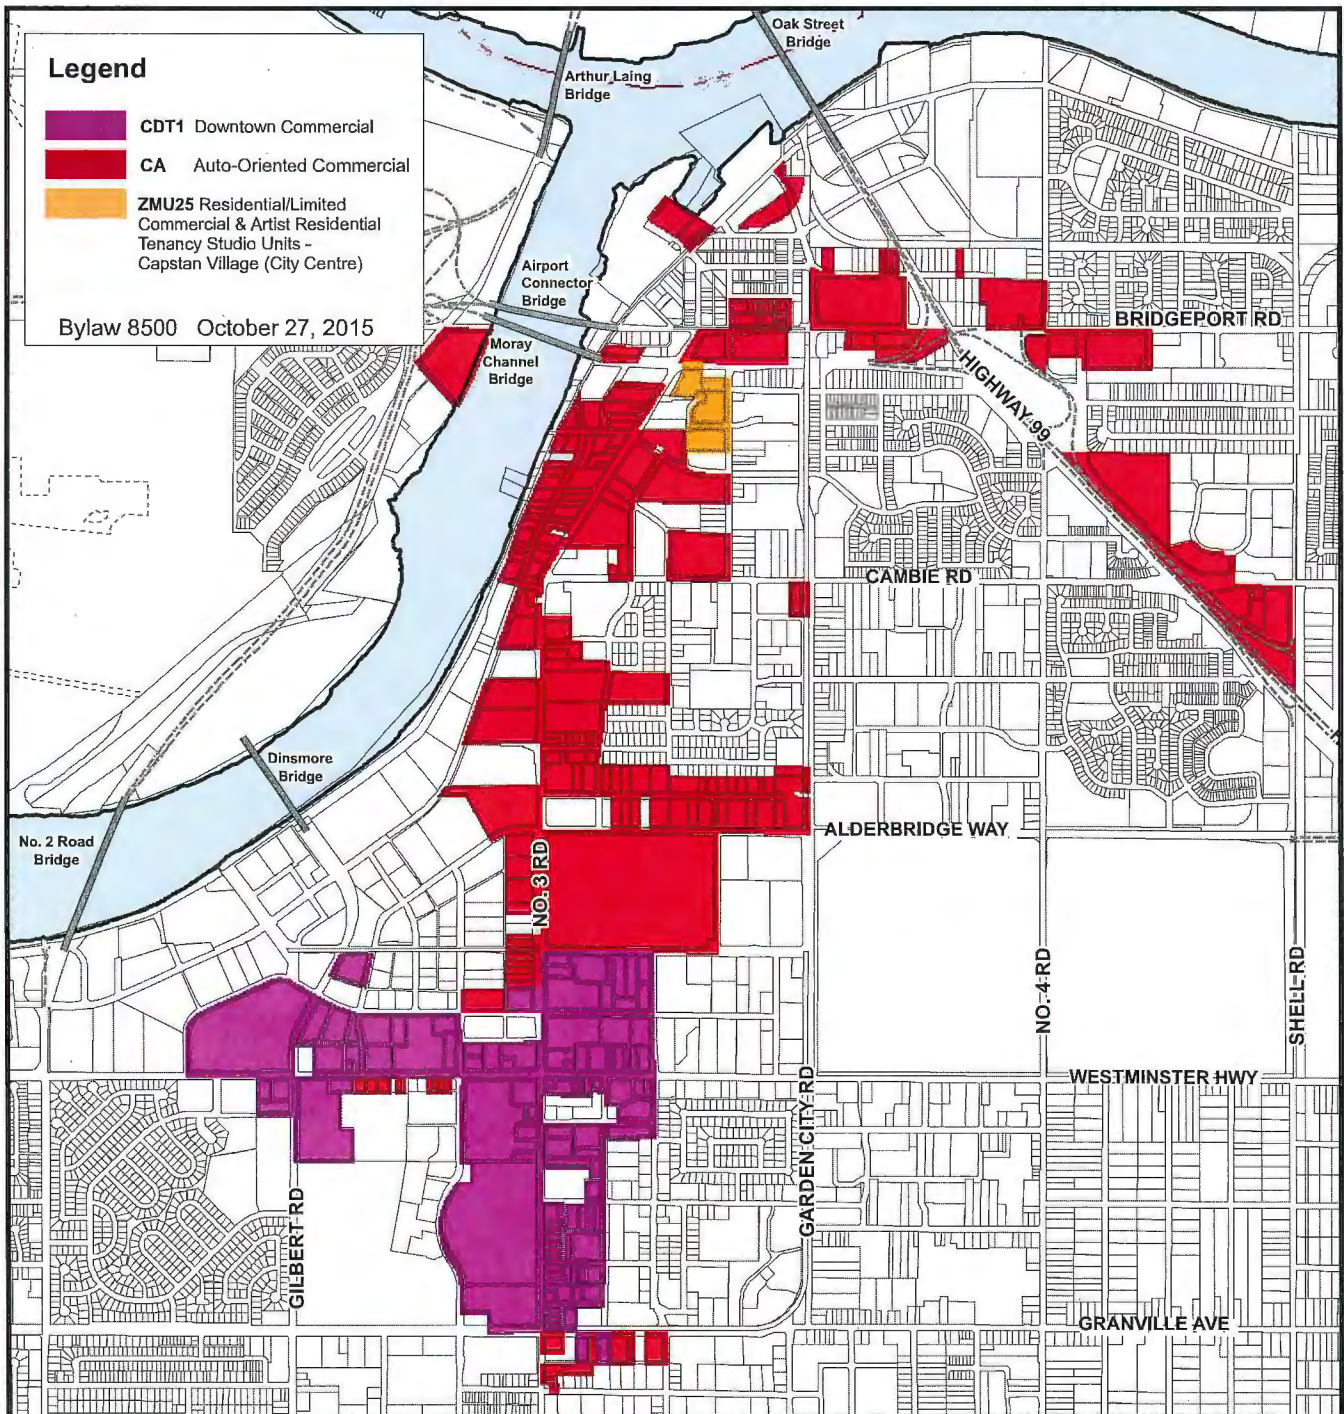 Legend
CDT1 Downtown Commercial
CA Auto-Oriented Commercial
ZMU25 Residential/Limited
Commercial & Artist Residential
Tenancy Studio Units -
Capstan Village (City Centre)
Bylaw 8500 October 27, 2015
Oak Street
Bridge
Arthur Laing
Bridge
Airport
Connector
Bridge
Moray
Channel
Bridge
BRIDGEPORT RD
HIGHWAY 99
CAMBIE RD
Dinsmore
Bridge
No. 2 Road
Bridge
ALDERBRIDGE WAY
NO. 3 RD
NO. 4 RD
SHELL RD
WESTMINSTER HWY
GARDEN CITY RD
GILBERT RD
GRANVILLE AVE